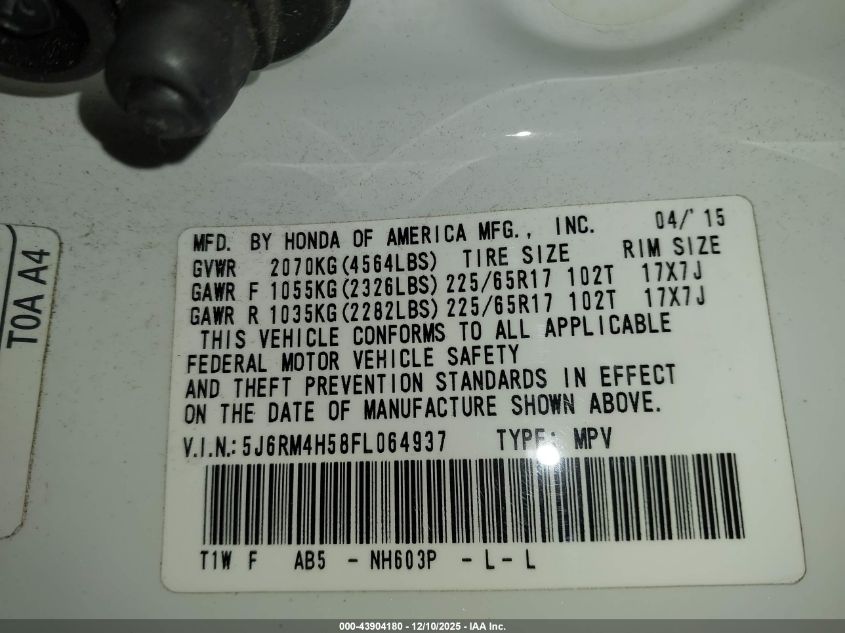 MFD. BY HONDA OF AMERICA MFG., INC. 04/'15
GVWR 2070KG(4564LBS) TIRE SIZE RIM SIZE
GAWR F 1055KG(2326LBS) 225/65R17 102T 17X7J
GAWR R 1035KG(2282LBS) 225/65R17 102T 17X7J
THIS VEHICLE CONFORMS TO ALL APPLICABLE
FEDERAL MOTOR VEHICLE SAFETY
AND THEFT PREVENTION STANDARDS IN EFFECT
ON THE DATE OF MANUFACTURE SHOWN ABOVE.
V.I.N.: 5J6RM4H58FL064937 TYPE: MPV
T1W F AB5 - NH603P - L - L
T0A A4
000-43904180 - 12/10/2025 - IAA Inc.